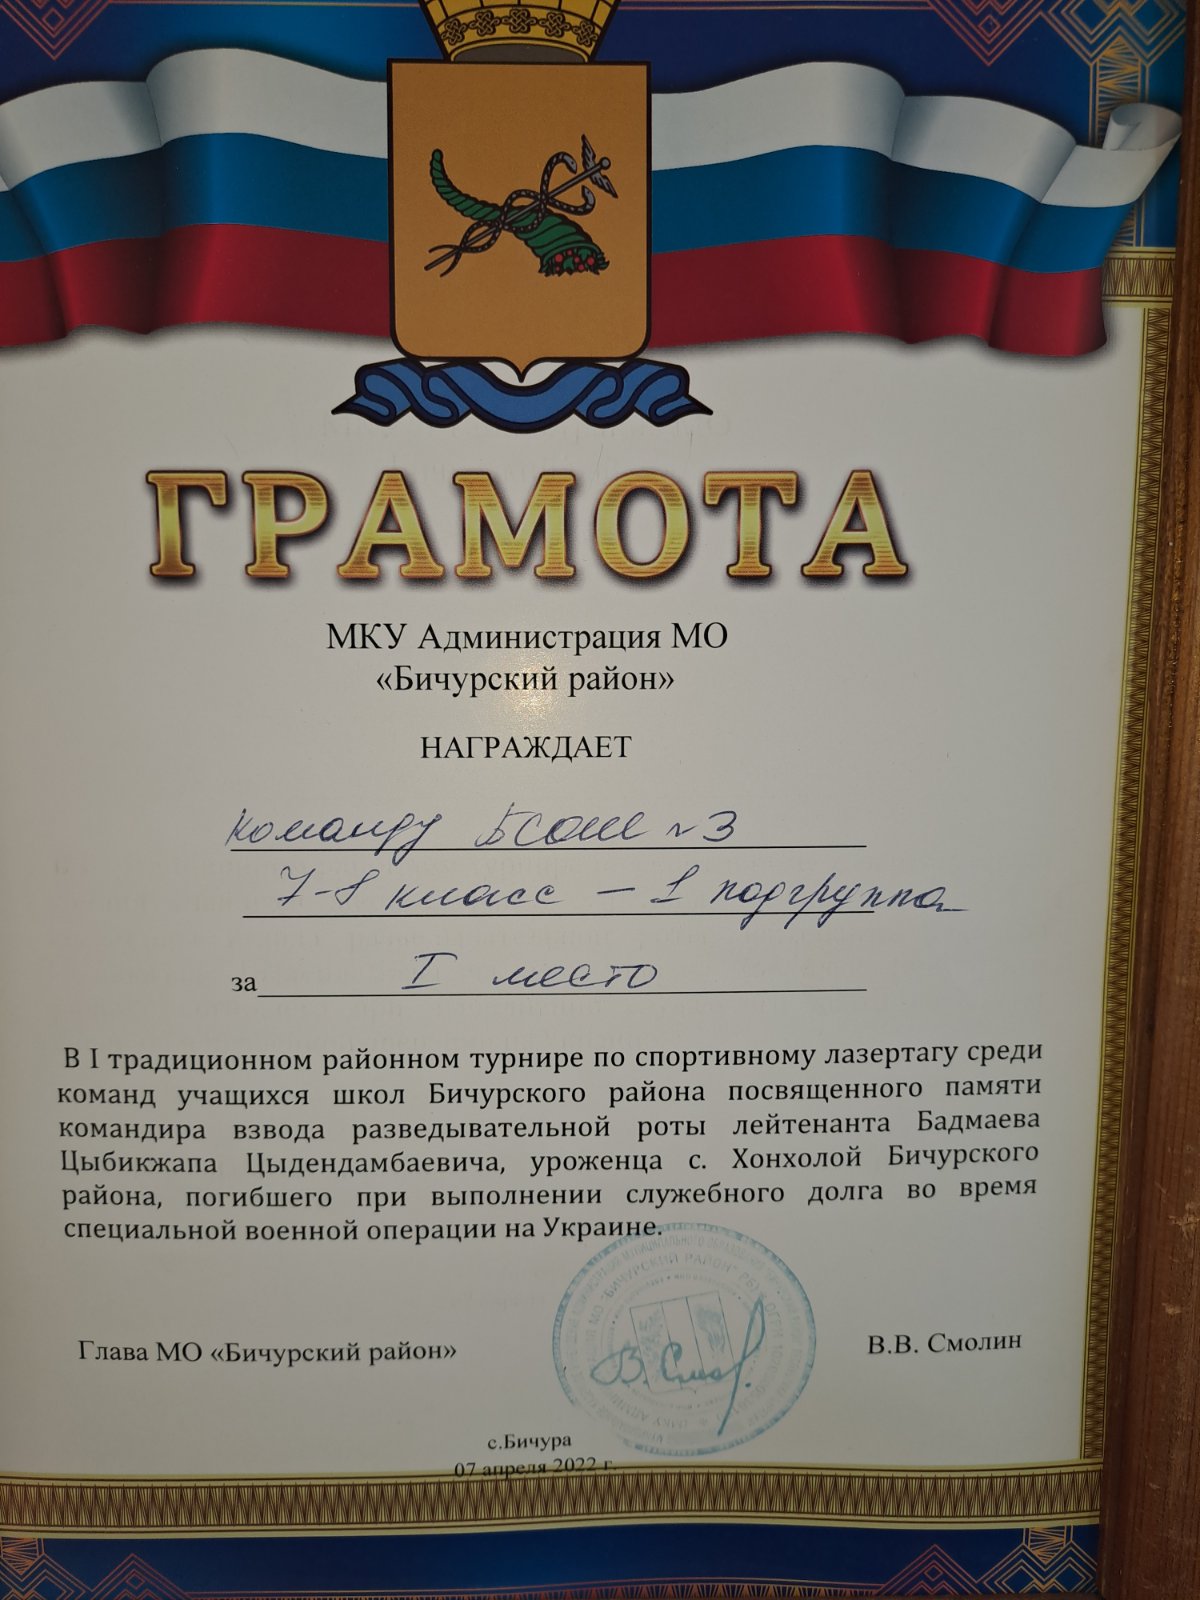 ГРАМОТА
МКУ Администрация МО
«Бичурский район»
НАГРАЖДАЕТ
Команду БСОШ №3
7-8 класс – 1 подгруппа
за I место
В I традиционном районном турнире по спортивному лазертагу среди
команд учащихся школ Бичурского района посвященного памяти
командира взвода разведывательной роты лейтенанта Бадмаева
Цыбикжапа Цыдендамбаевича, уроженца с. Хонхолой Бичурского
района, погибшего при выполнении служебного долга во время
специальной военной операции на Украине.
Глава МО «Бичурский район» В.В. Смолин
с.Бичура
07 апреля 2022 г.